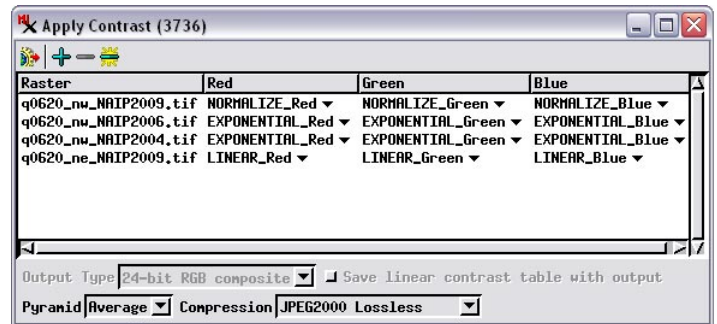 Apply Contrast (3736)
Raster Red Green Blue
q0620_nw_NAIP2009.tif NORMALIZE_Red NORMALIZE_Green NORMALIZE_Blue
q0620_nw_NAIP2006.tif EXPONENTIAL_Red EXPONENTIAL_Green EXPONENTIAL_Blue
q0620_nw_NAIP2004.tif EXPONENTIAL_Red EXPONENTIAL_Green EXPONENTIAL_Blue
q0620_ne_NAIP2009.tif LINEAR_Red LINEAR_Green LINEAR_Blue
Output Type 24-bit RGB composite Save linear contrast table with output
Pyramid Average Compression JPEG2000 Lossless